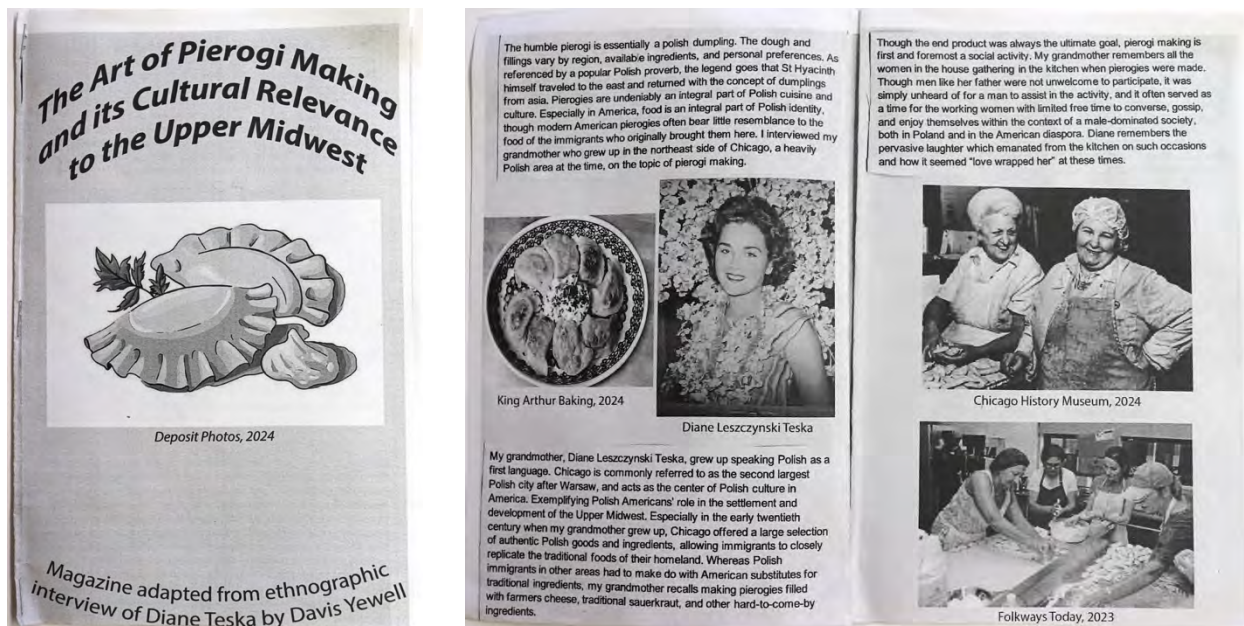 The Art of Pierogi Making
and its Cultural Relevance
to the Upper Midwest
Deposit Photos, 2024
Magazine adapted from ethnographic
interview of Diane Teska by Davis Yewell
The humble pierogi is essentially a polish dumpling. The dough and
fillings vary by region, available ingredients, and personal preferences. As
referenced by a popular Polish proverb, the legend goes that St Hyacinth
himself traveled to the east and returned with the concept of dumplings
from asia. Pierogies are undeniably an integral part of Polish cuisine and
culture. Especially in America, food is an integral part of Polish identity,
though modern American pierogies often bear little resemblance to the
food of the immigrants who originally brought them here. I interviewed my
grandmother who grew up in the northeast side of Chicago, a heavily
Polish area at the time, on the topic of pierogi making.
King Arthur Baking, 2024
Diane Leszczynski Teska
My grandmother, Diane Leszczynski Teska, grew up speaking Polish as a
first language. Chicago is commonly referred to as the second largest
Polish city after Warsaw, and acts as the center of Polish culture in
America. Exemplifying Polish Americans' role in the settlement and
development of the Upper Midwest. Especially in the early twentieth
century when my grandmother grew up, Chicago offered a large selection
of authentic Polish goods and ingredients, allowing immigrants to closely
replicate the traditional foods of their homeland. Whereas Polish
immigrants in other areas had to make do with American substitutes for
traditional ingredients, my grandmother recalls making pierogies filled
with farmers cheese, traditional sauerkraut, and other hard-to-come-by
ingredients.
Though the end product was always the ultimate goal, pierogi making is
first and foremost a social activity. My grandmother remembers all the
women in the house gathering in the kitchen when pierogies were made.
Though men like her father were not unwelcome to participate, it was
simply unheard of for a man to assist in the activity, and it often served as
a time for the working women with limited free time to converse, gossip,
and enjoy themselves within the context of a male-dominated society,
both in Poland and in the American diaspora. Diane remembers the
pervasive laughter which emanated from the kitchen on such occasions
and how it seemed “love wrapped her” at these times.
Chicago History Museum, 2024
Folkways Today, 2023